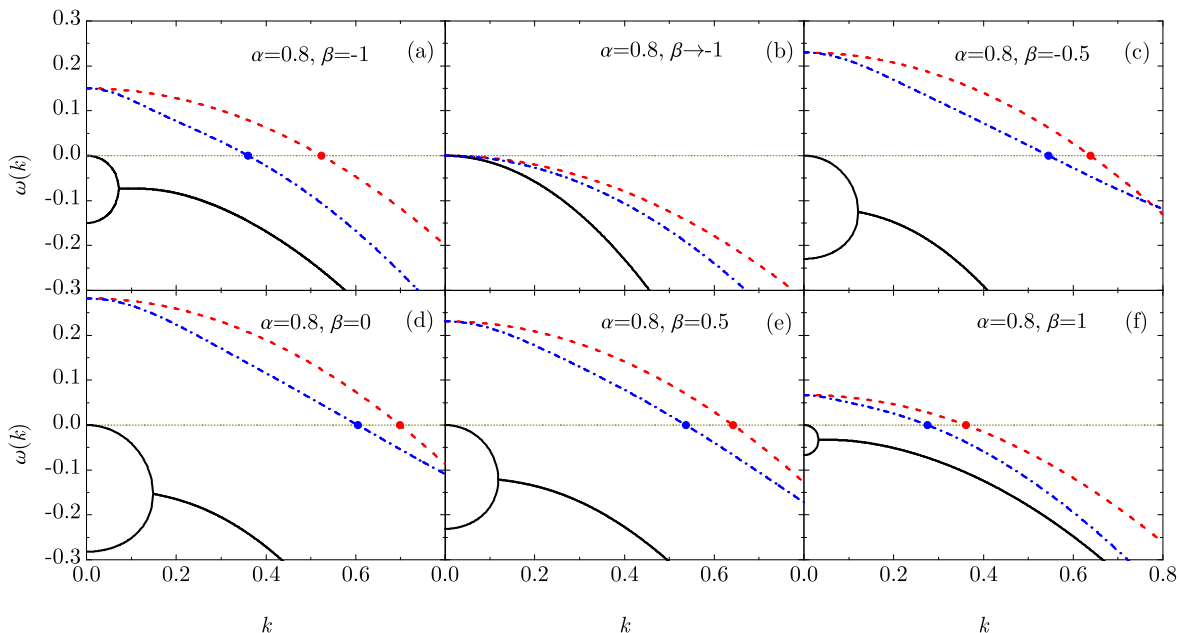 0.3
0.2
0.1
0.0
-0.1
-0.2
-0.3
ω(k)
α=0.8, β=-1
(a)
α=0.8, β→-1
(b)
α=0.8, β=-0.5
(c)
0.2
0.1
0.0
-0.1
-0.2
-0.3
ω(k)
α=0.8, β=0
(d)
α=0.8, β=0.5
(e)
α=0.8, β=1
(f)
0.0 0.2 0.4 0.6 0.0 0.2 0.4 0.6 0.0 0.2 0.4 0.6 0.8
k k k